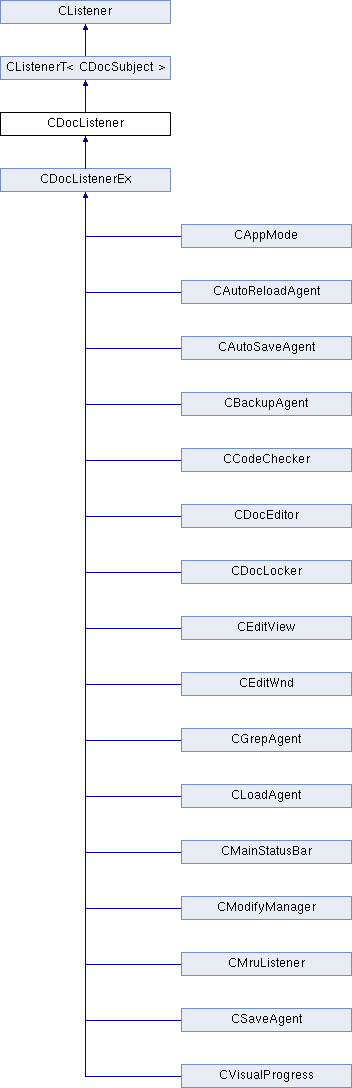 CListener
CListenerT< CDocSubject >
CDocListener
CDocListenerEx
CAppMode
CAutoReloadAgent
CAutoSaveAgent
CBackupAgent
CCodeChecker
CDocEditor
CDocLocker
CEditView
CEditWnd
CGrepAgent
CLoadAgent
CMainStatusBar
CModifyManager
CMruListener
CSaveAgent
CVisualProgress